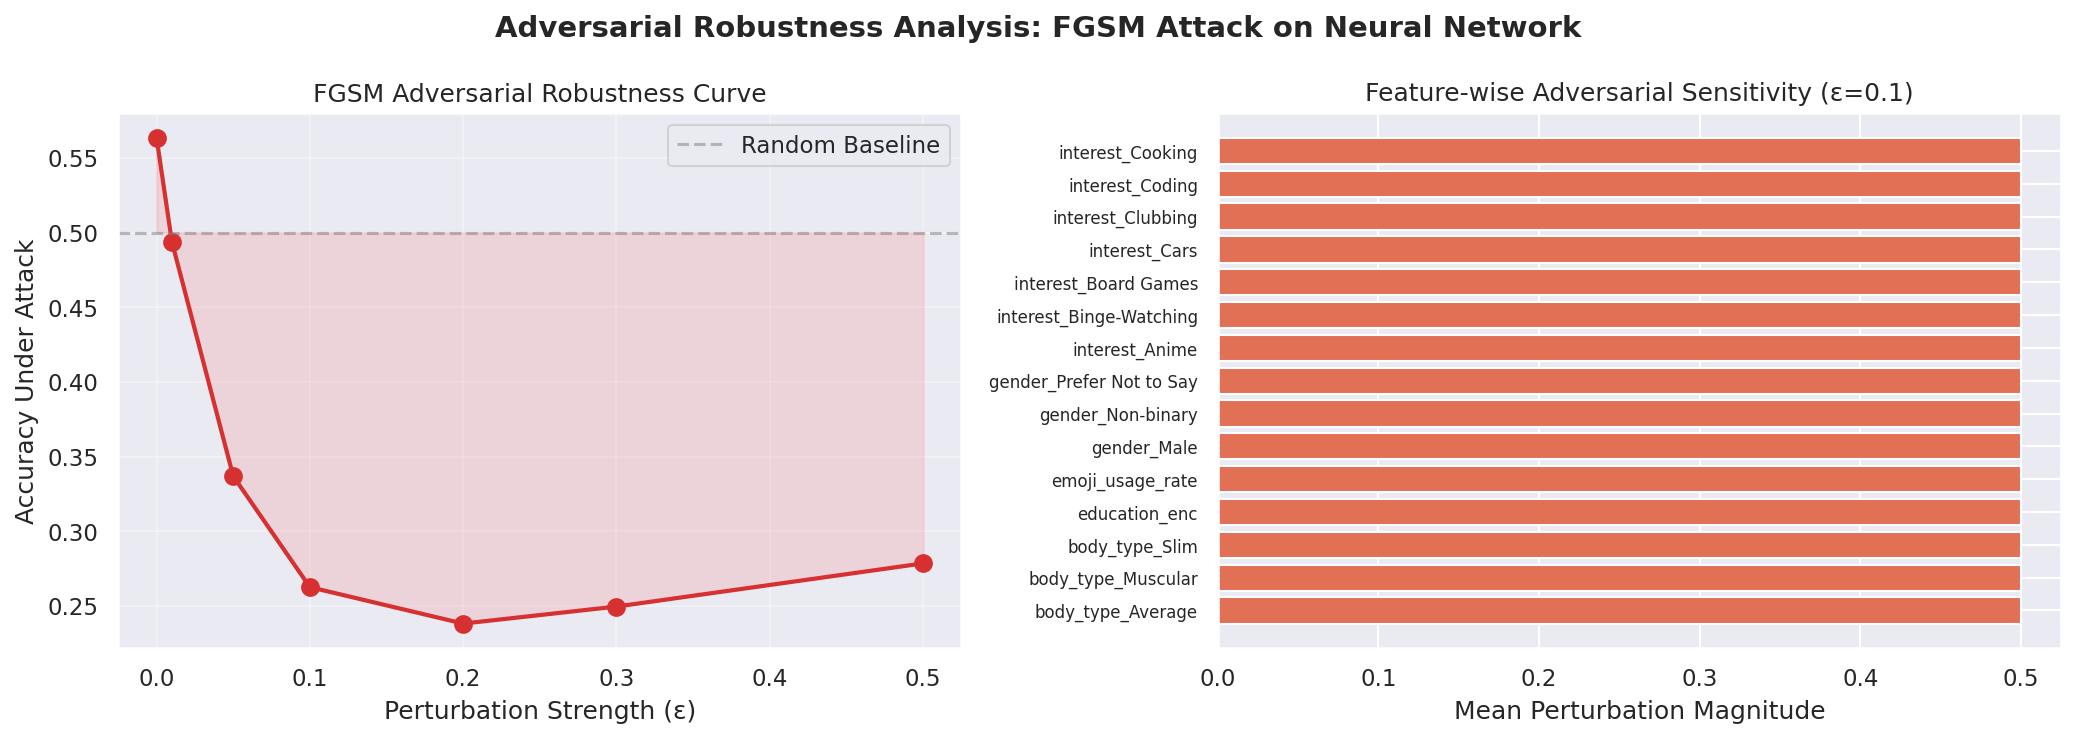 Adversarial Robustness Analysis: FGSM Attack on Neural Network
FGSM Adversarial Robustness Curve
Random Baseline
Accuracy Under Attack
0.55
0.50
0.45
0.40
0.35
0.30
0.25
0.0 0.1 0.2 0.3 0.4 0.5
Perturbation Strength (ε)
Feature-wise Adversarial Sensitivity (ε=0.1)
interest_Cooking
interest_Coding
interest_Clubbing
interest_Cars
interest_Board Games
interest_Binge-Watching
interest_Anime
gender_Prefer Not to Say
gender_Non-binary
gender_Male
emoji_usage_rate
education_enc
body_type_Slim
body_type_Muscular
body_type_Average
0.0 0.1 0.2 0.3 0.4 0.5
Mean Perturbation Magnitude